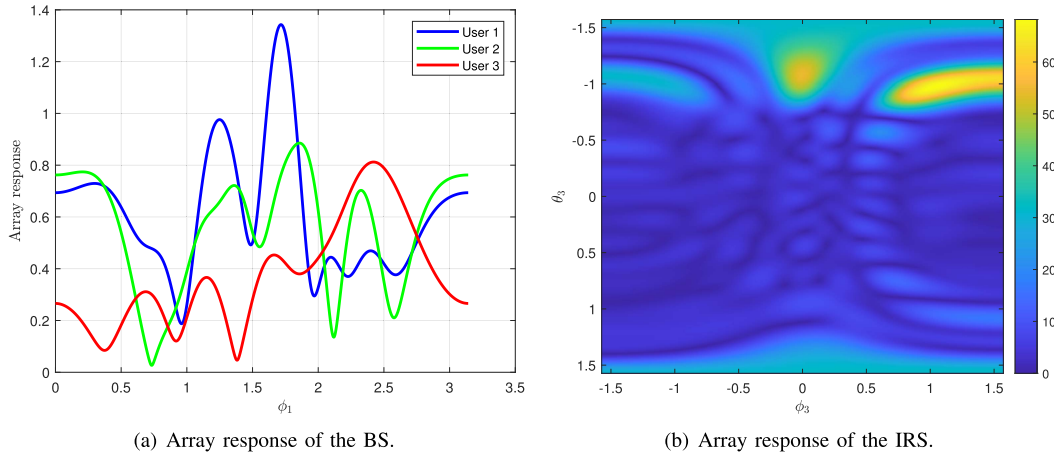 1.4
1.2
1
0.8
0.6
0.4
0.2
0
Array response
0 0.5 1 1.5 2 2.5 3 3.5
ϕ₁
User 1
User 2
User 3
(a) Array response of the BS.
-1.5
-1
-0.5
0
0.5
1
1.5
θ₃
-1.5 -1 -0.5 0 0.5 1 1.5
ϕ₃
60
50
40
30
20
10
0
(b) Array response of the IRS.